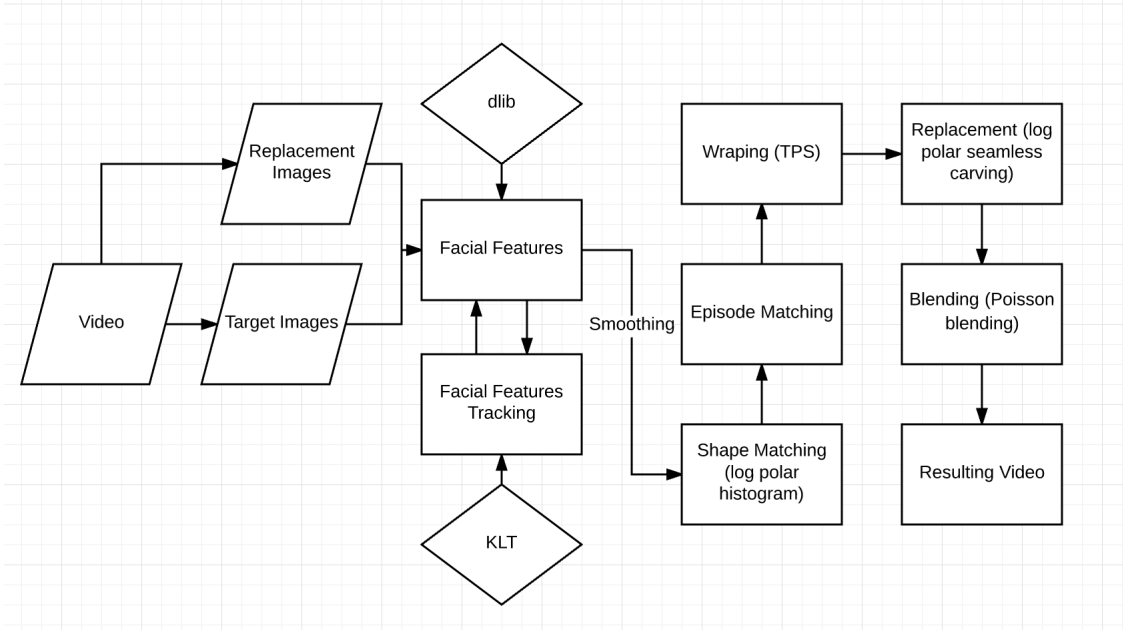 dlib
Replacement
Images
Wraping (TPS)
Replacement (log
polar seamless
carving)
Facial Features
Video
Target Images
Smoothing
Episode Matching
Blending (Poisson
blending)
Facial Features
Tracking
Shape Matching
(log polar
histogram)
Resulting Video
KLT